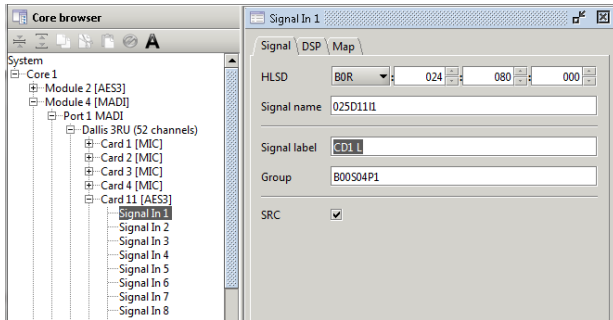 Core browser
A
System
Core 1
Module 2 [AES3]
Module 4 [MADI]
Port 1 MADI
Dallis 3RU (52 channels)
Card 1 [MIC]
Card 2 [MIC]
Card 3 [MIC]
Card 4 [MIC]
Card 11 [AES3]
Signal In 1
Signal In 2
Signal In 3
Signal In 4
Signal In 5
Signal In 6
Signal In 7
Signal In 8
Signal In 1
Signal DSP Map
HLSD B0R : 024 : 080 : 000
Signal name 025D11I1
Signal label CD1 L
Group B00S04P1
SRC